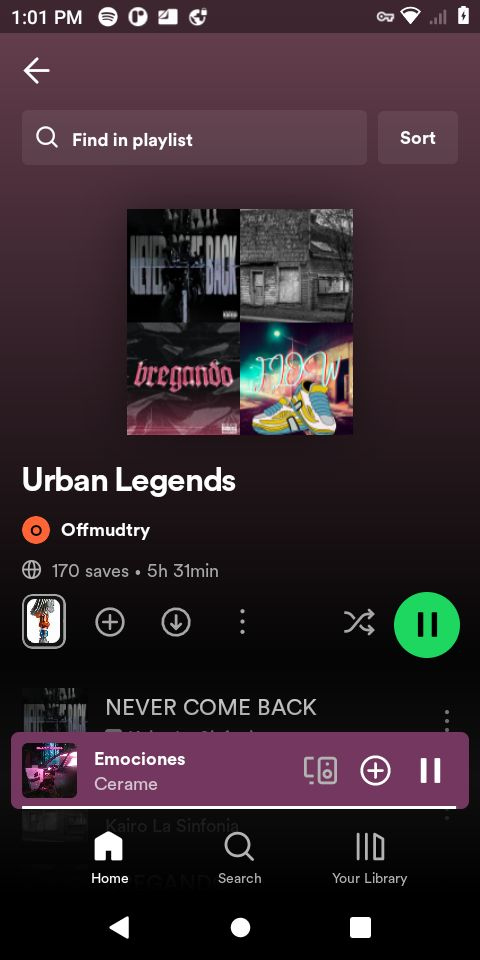 1:01 PM
Find in playlist
Sort
NEVER COME BACK
bregando
FLOW
Urban Legends
O Offmudtry
170 saves • 5h 31min
NEVER COME BACK
Emociones
Cerame
Kairo La Sinfonia
Home
Search
Your Library